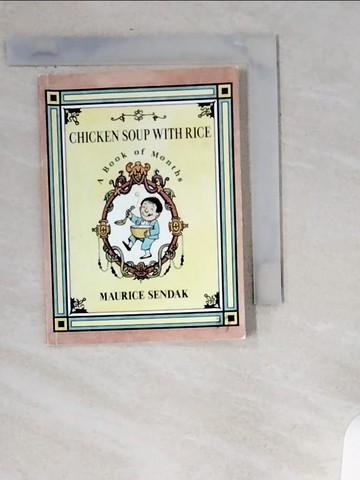 CHICKEN SOUP WITH RICE
A Book of Months
MAURICE SENDAK